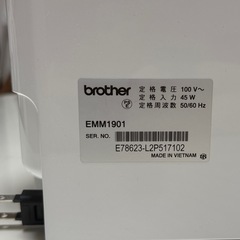 brother
定格電圧 100 V～
定格入力 45 W
定格周波数 50/60 Hz
EMM1901
SER. NO.
E78623-L2P517102
MADE IN VIETNAM